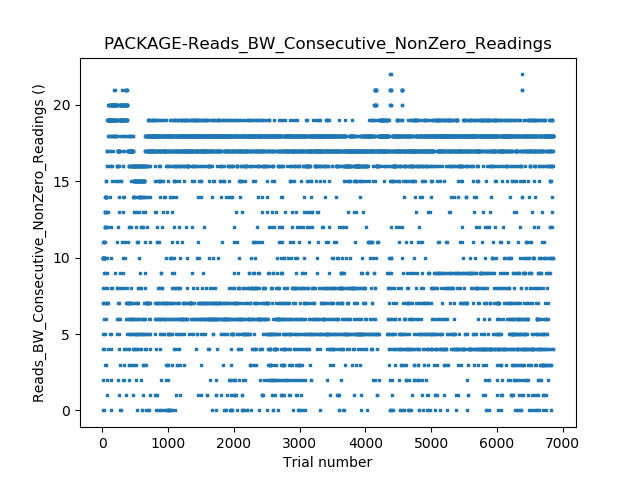 PACKAGE-Reads_BW_Consecutive_NonZero_Readings
Reads_BW_Consecutive_NonZero_Readings ()
20
15
10
5
0
0 1000 2000 3000 4000 5000 6000 7000
Trial number